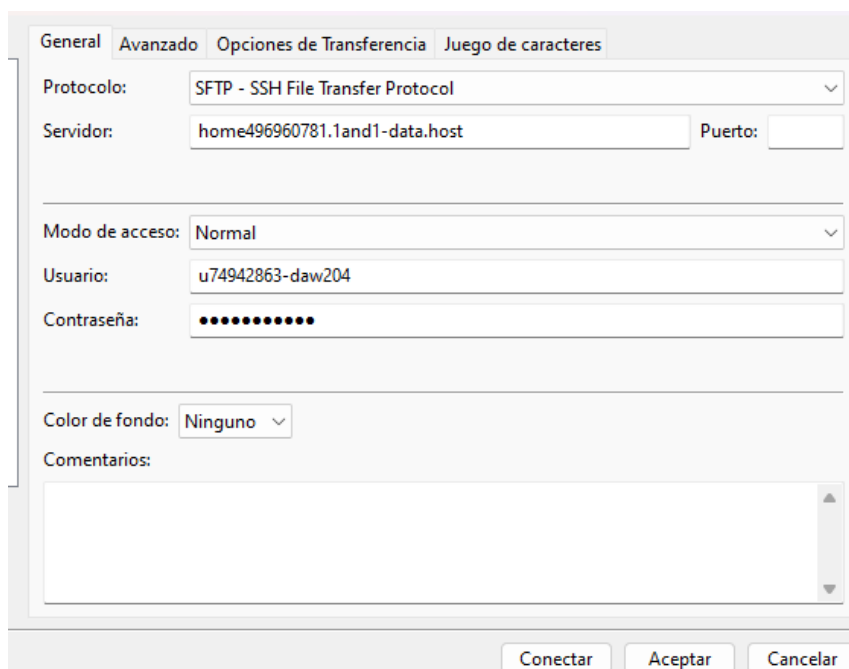 General Avanzado Opciones de Transferencia Juego de caracteres
Protocolo: SFTP - SSH File Transfer Protocol
Servidor: home496960781.1and1-data.host Puerto:
Modo de acceso: Normal
Usuario: u74942863-daw204
Contraseña: •••••••••••
Color de fondo: Ninguno
Comentarios:
Conectar Aceptar Cancelar